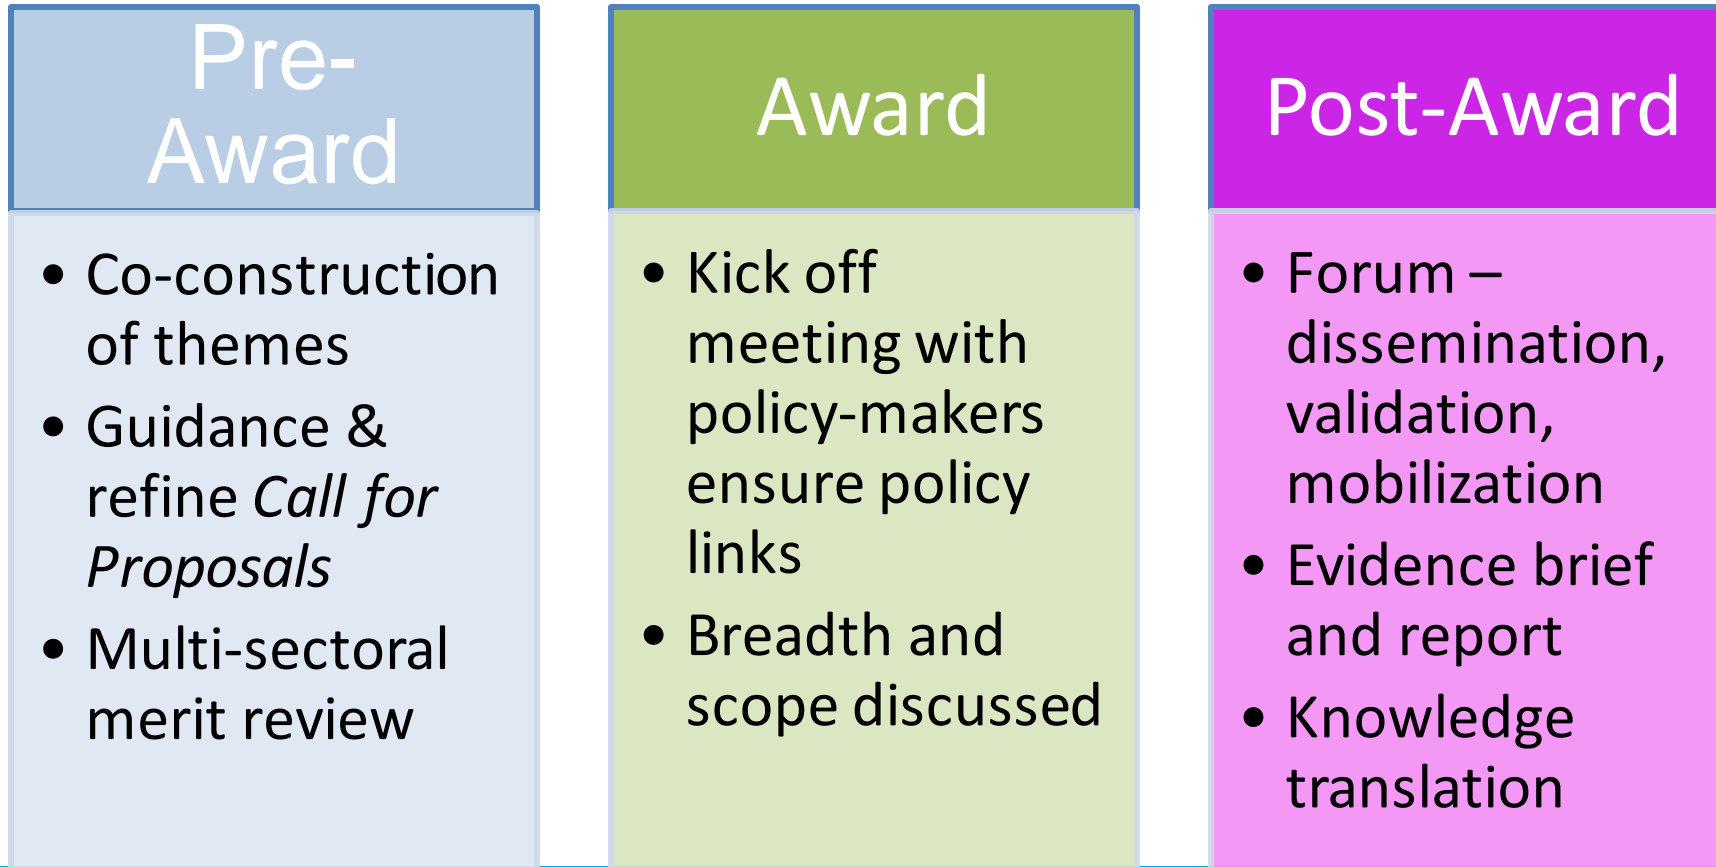 Pre-
Award
• Co-construction
of themes
• Guidance &
refine Call for
Proposals
• Multi-sectoral
merit review
Award
• Kick off
meeting with
policy-makers
ensure policy
links
• Breadth and
scope discussed
Post-Award
• Forum –
dissemination,
validation,
mobilization
• Evidence brief
and report
• Knowledge
translation